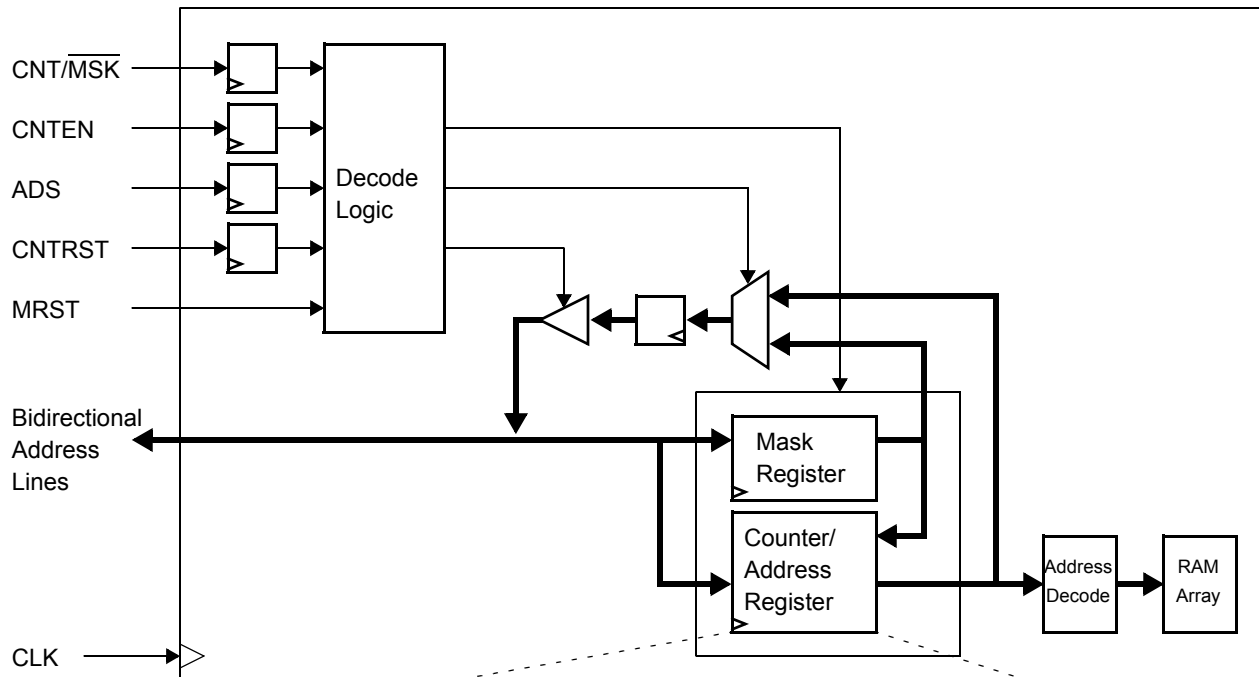 CNT/MSK
CNTEN
ADS
CNTRST
MRST
Decode
Logic
Bidirectional
Address
Lines
Mask
Register
Counter/
Address
Register
Address
Decode
RAM
Array
CLK